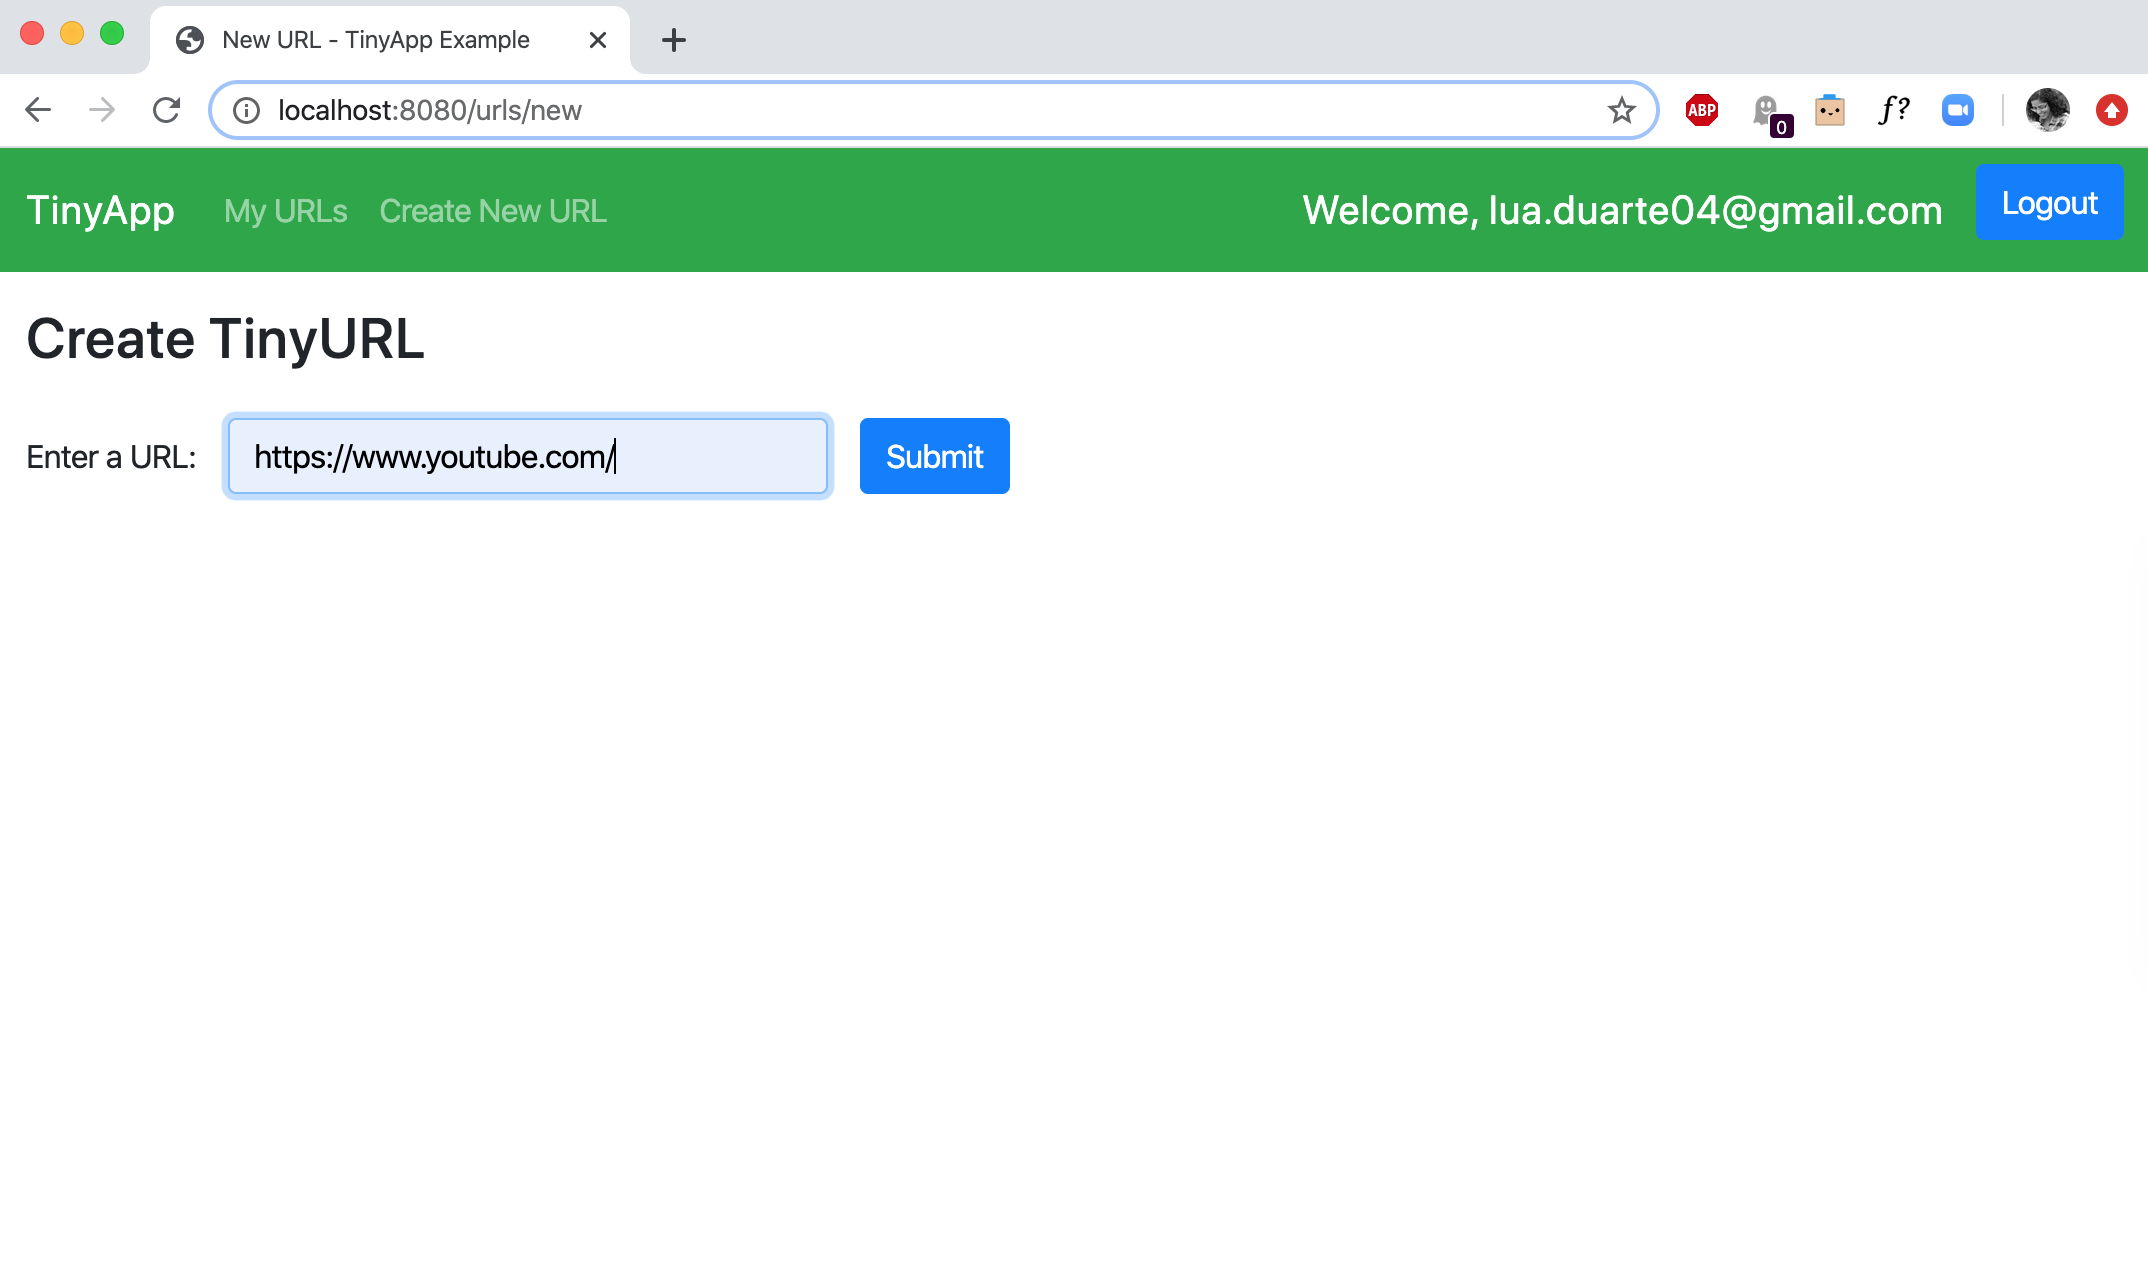 New URL - TinyApp Example
localhost:8080/urls/new
ABP
0
f?
TinyApp My URLs Create New URL Welcome, lua.duarte04@gmail.com Logout
Create TinyURL
Enter a URL: https://www.youtube.com/ Submit